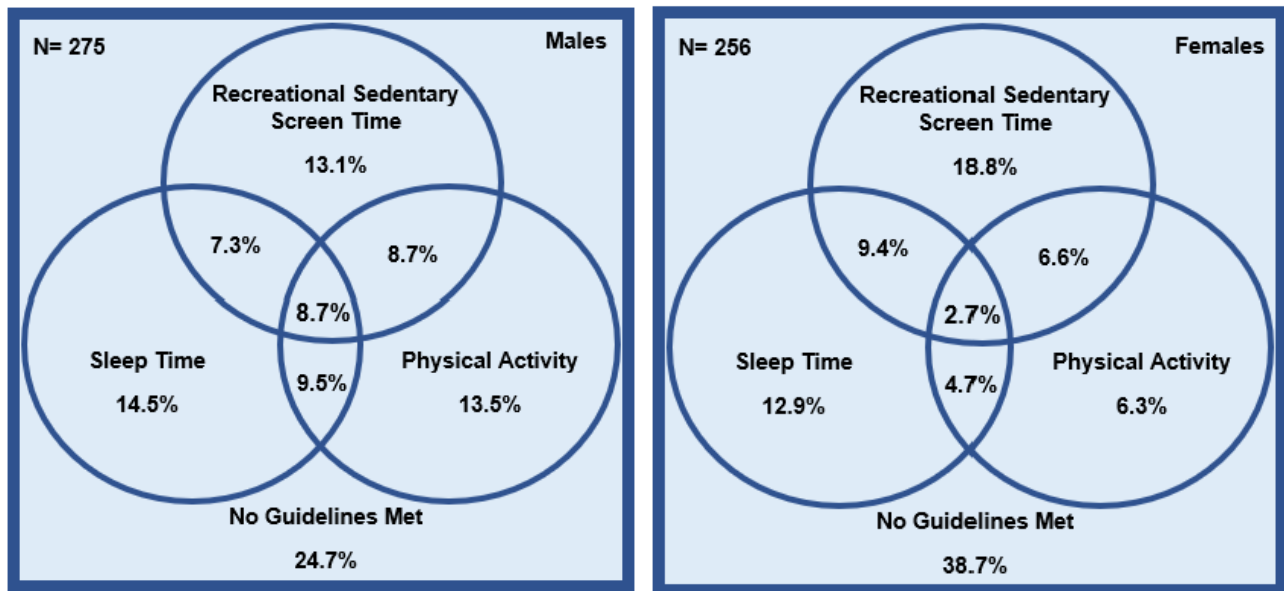 N= 275
Males
Recreational Sedentary
Screen Time
13.1%
7.3%
8.7%
8.7%
Sleep Time
14.5%
9.5%
Physical Activity
13.5%
No Guidelines Met
24.7%
N= 256
Females
Recreational Sedentary
Screen Time
18.8%
9.4%
6.6%
2.7%
Sleep Time
12.9%
4.7%
Physical Activity
6.3%
No Guidelines Met
38.7%